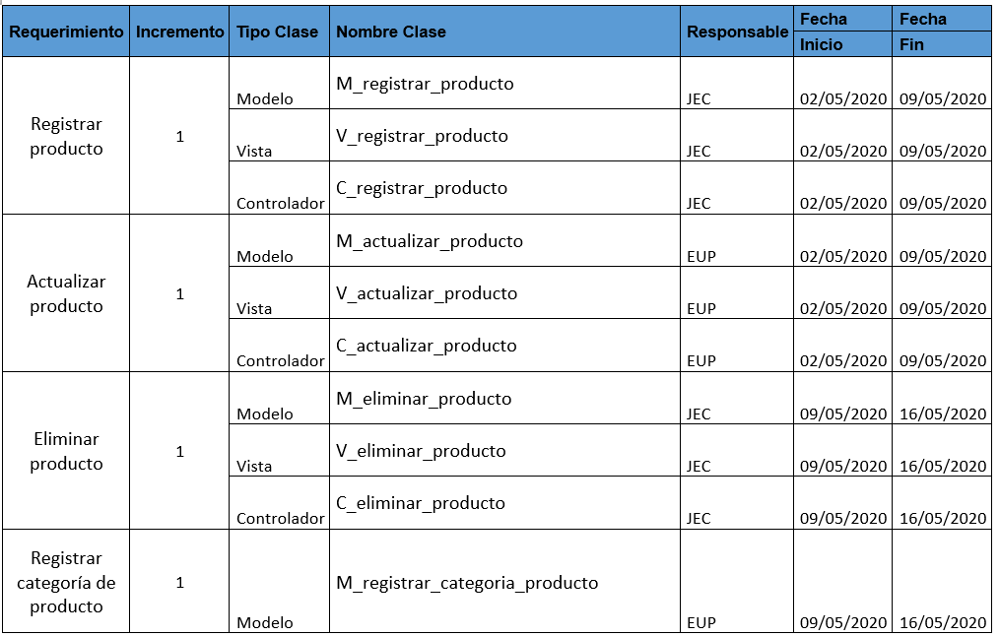 Requerimiento Incremento Tipo Clase Nombre Clase Responsable Fecha Inicio Fecha Fin
Registrar producto 1 Modelo M_registrar_producto JEC 02/05/2020 09/05/2020
Vista V_registrar_producto JEC 02/05/2020 09/05/2020
Controlador C_registrar_producto JEC 02/05/2020 09/05/2020
Actualizar producto 1 Modelo M_actualizar_producto EUP 02/05/2020 09/05/2020
Vista V_actualizar_producto EUP 02/05/2020 09/05/2020
Controlador C_actualizar_producto EUP 02/05/2020 09/05/2020
Eliminar producto 1 Modelo M_eliminar_producto JEC 09/05/2020 16/05/2020
Vista V_eliminar_producto JEC 09/05/2020 16/05/2020
Controlador C_eliminar_producto JEC 09/05/2020 16/05/2020
Registrar categoría de producto 1 Modelo M_registrar_categoria_producto EUP 09/05/2020 16/05/2020